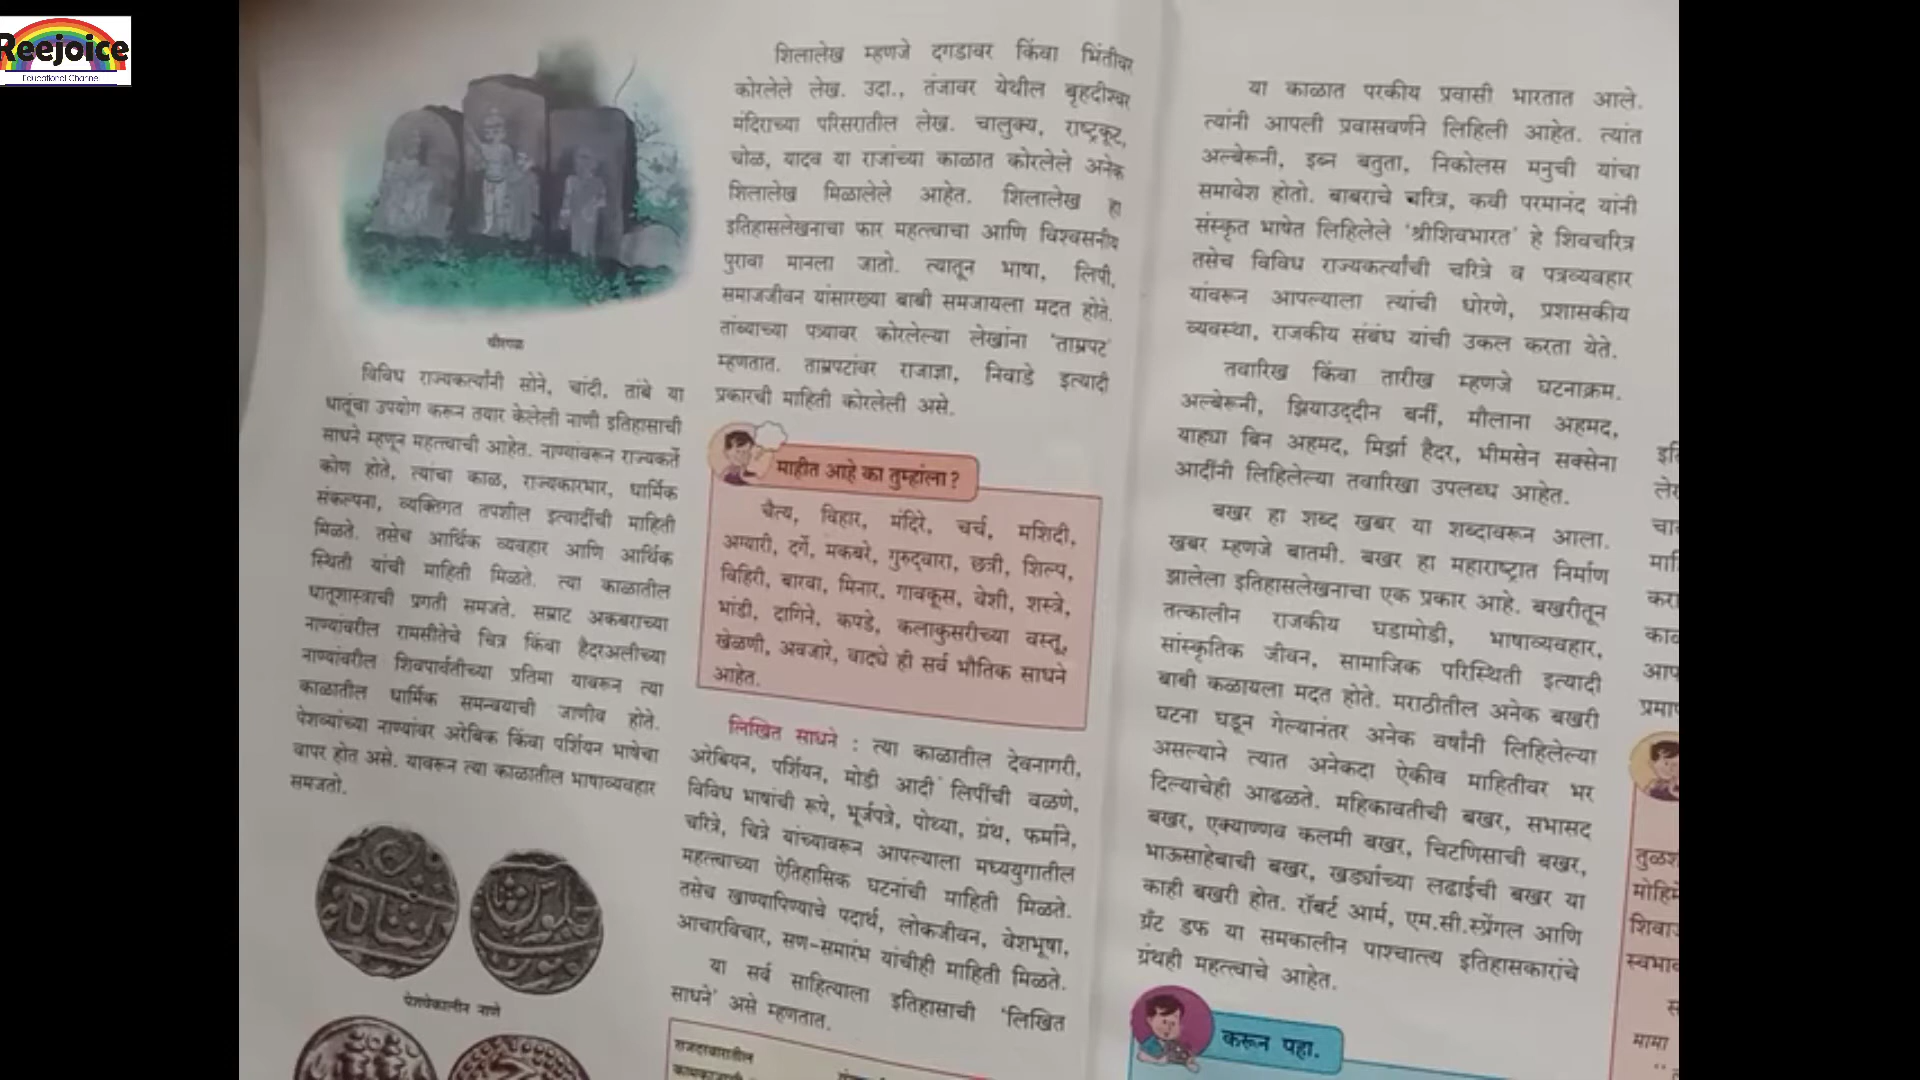 Reejoice
Educational Channel
वीरगळ
विविध राज्यकर्त्यांनी सोने, चांदी, तांबे या
धातूंचा उपयोग करून तयार केलेली नाणी इतिहासाची
साधने म्हणून महत्त्वाची आहेत. नाण्यांवरून राज्यकर्ते
कोण होते, त्यांचा काळ, राज्यकारभार, धार्मिक
संकल्पना, व्यक्तिगत तपशील इत्यादींची माहिती
मिळते. तसेच आर्थिक व्यवहार आणि आर्थिक
स्थिती यांची माहिती मिळते. त्या काळातील
धातूशास्त्राची प्रगती समजते. सम्राट अकबराच्या
नाण्यांवरील रामसीतेचे चित्र किंवा हैदरअलीच्या
नाण्यांवरील शिवपार्वतीच्या प्रतिमा यावरून त्या
काळातील धार्मिक समन्वयाची जाणीव होते.
पेशव्यांच्या नाण्यांवर अरेबिक किंवा पर्शियन भाषेचा
वापर होत असे. यावरून त्या काळातील भाषाव्यवहार
समजतो.
पेशवेकालीन नाणे
शिलालेख म्हणजे दगडावर किंवा भिंतीवर
कोरलेले लेख. उदा., तंजावर येथील बृहदीश्वर
मंदिराच्या परिसरातील लेख. चालुक्य, राष्ट्रकूट,
चोळ, यादव या राजांच्या काळात कोरलेले अनेक
शिलालेख मिळालेले आहेत. शिलालेख हा
इतिहासलेखनाचा फार महत्त्वाचा आणि विश्वसनीय
पुरावा मानला जातो. त्यातून भाषा, लिपी,
समाजजीवन यांसारख्या बाबी समजायला मदत होते.
तांब्याच्या पत्र्यावर कोरलेल्या लेखांना 'ताम्रपट'
म्हणतात. ताम्रपटांवर राजाज्ञा, निवाडे इत्यादी
प्रकारची माहिती कोरलेली असे.
माहीत आहे का तुम्हांला?
चैत्य, विहार, मंदिरे, चर्च, मशिदी,
अग्यारी, दर्गे, मकबरे, गुरुद्वारा, छत्री, शिल्प,
विहिरी, बारवा, मिनार, गावकूस, वेशी, शस्त्रे,
भांडी, दागिने, कपडे, कलाकुसरीच्या वस्तू,
खेळणी, अवजारे, वाद्ये ही सर्व भौतिक साधने
आहेत.
लिखित साधने : त्या काळातील देवनागरी,
अरेबियन, पर्शियन, मोडी आदी लिपींची वळणे,
विविध भाषांची रूपे, भूर्जपत्रे, पोथ्या, ग्रंथ, फर्माने,
चरित्रे, चित्रे यांच्यावरून आपल्याला मध्ययुगातील
महत्त्वाच्या ऐतिहासिक घटनांची माहिती मिळते.
तसेच खाण्यापिण्याचे पदार्थ, लोकजीवन, वेशभूषा,
आचारविचार, सण-समारंभ यांचीही माहिती मिळते.
या सर्व साहित्याला इतिहासाची 'लिखित
साधने' असे म्हणतात.
राजदरबारातील
या काळात परकीय प्रवासी भारतात आले.
त्यांनी आपली प्रवासवर्णने लिहिली आहेत. त्यांत
अल्बेरूनी, इब्न बतुता, निकोलस मनुची यांचा
समावेश होतो. बाबराचे चरित्र, कवी परमानंद यांनी
संस्कृत भाषेत लिहिलेले 'श्रीशिवभारत' हे शिवचरित्र
तसेच विविध राज्यकर्त्यांची चरित्रे व पत्रव्यवहार
यांवरून आपल्याला त्यांची धोरणे, प्रशासकीय
व्यवस्था, राजकीय संबंध यांची उकल करता येते.
तवारिख किंवा तारीख म्हणजे घटनाक्रम.
अल्बेरूनी, झियाउद्दीन बर्नी, मौलाना अहमद,
याह्या बिन अहमद, मिर्झा हैदर, भीमसेन सक्सेना
आदींनी लिहिलेल्या तवारिखा उपलब्ध आहेत.
बखर हा शब्द खबर या शब्दावरून आला.
खबर म्हणजे बातमी. बखर हा महाराष्ट्रात निर्माण
झालेला इतिहासलेखनाचा एक प्रकार आहे. बखरीतून
तत्कालीन राजकीय घडामोडी, भाषाव्यवहार,
सांस्कृतिक जीवन, सामाजिक परिस्थिती इत्यादी
बाबी कळायला मदत होते. मराठीतील अनेक बखरी
घटना घडून गेल्यानंतर अनेक वर्षांनी लिहिलेल्या
असल्याने त्यात अनेकदा ऐकीव माहितीवर भर
दिल्याचेही आढळते. महिकावतीची बखर, सभासद
बखर, एक्याण्णव कलमी बखर, चिटणिसाची बखर,
भाऊसाहेबाची बखर, खर्ड्याच्या लढाईची बखर या
काही बखरी होत. रॉबर्ट आर्म, एम.सी.स्प्रेंगल आणि
ग्रँट डफ या समकालीन पाश्चात्त्य इतिहासकारांचे
ग्रंथही महत्त्वाचे आहेत.
करून पहा.
मामा